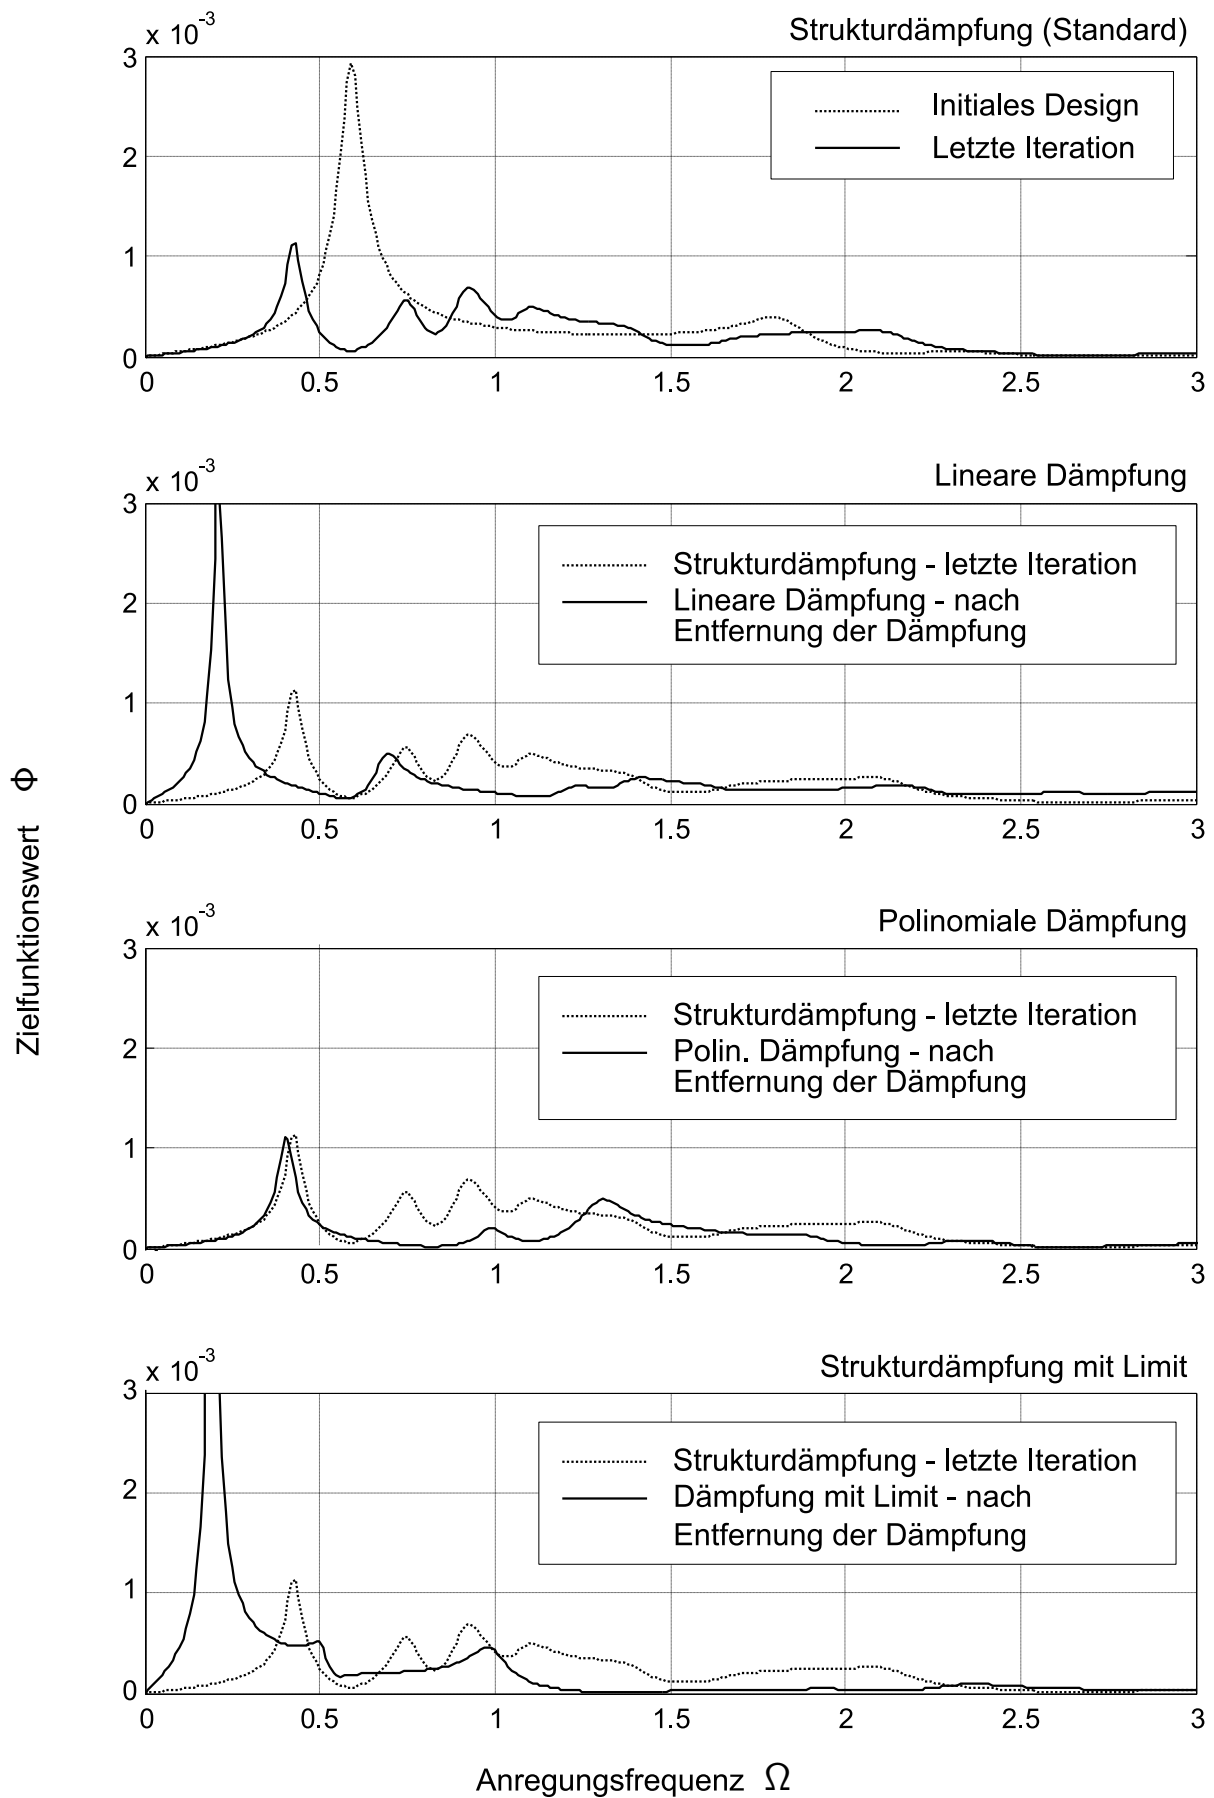 x 10-3
Strukturdämpfung (Standard)
3
2
1
0
Initiales Design
Letzte Iteration
0 0.5 1 1.5 2 2.5 3
x 10-3
Lineare Dämpfung
3
2
1
0
Strukturdämpfung - letzte Iteration
Lineare Dämpfung - nach
Entfernung der Dämpfung
0 0.5 1 1.5 2 2.5 3
Zielfunktionswert Φ
x 10-3
Polinomiale Dämpfung
3
2
1
0
Strukturdämpfung - letzte Iteration
Polin. Dämpfung - nach
Entfernung der Dämpfung
0 0.5 1 1.5 2 2.5 3
x 10-3
Strukturdämpfung mit Limit
3
2
1
0
Strukturdämpfung - letzte Iteration
Dämpfung mit Limit - nach
Entfernung der Dämpfung
0 0.5 1 1.5 2 2.5 3
Anregungsfrequenz Ω